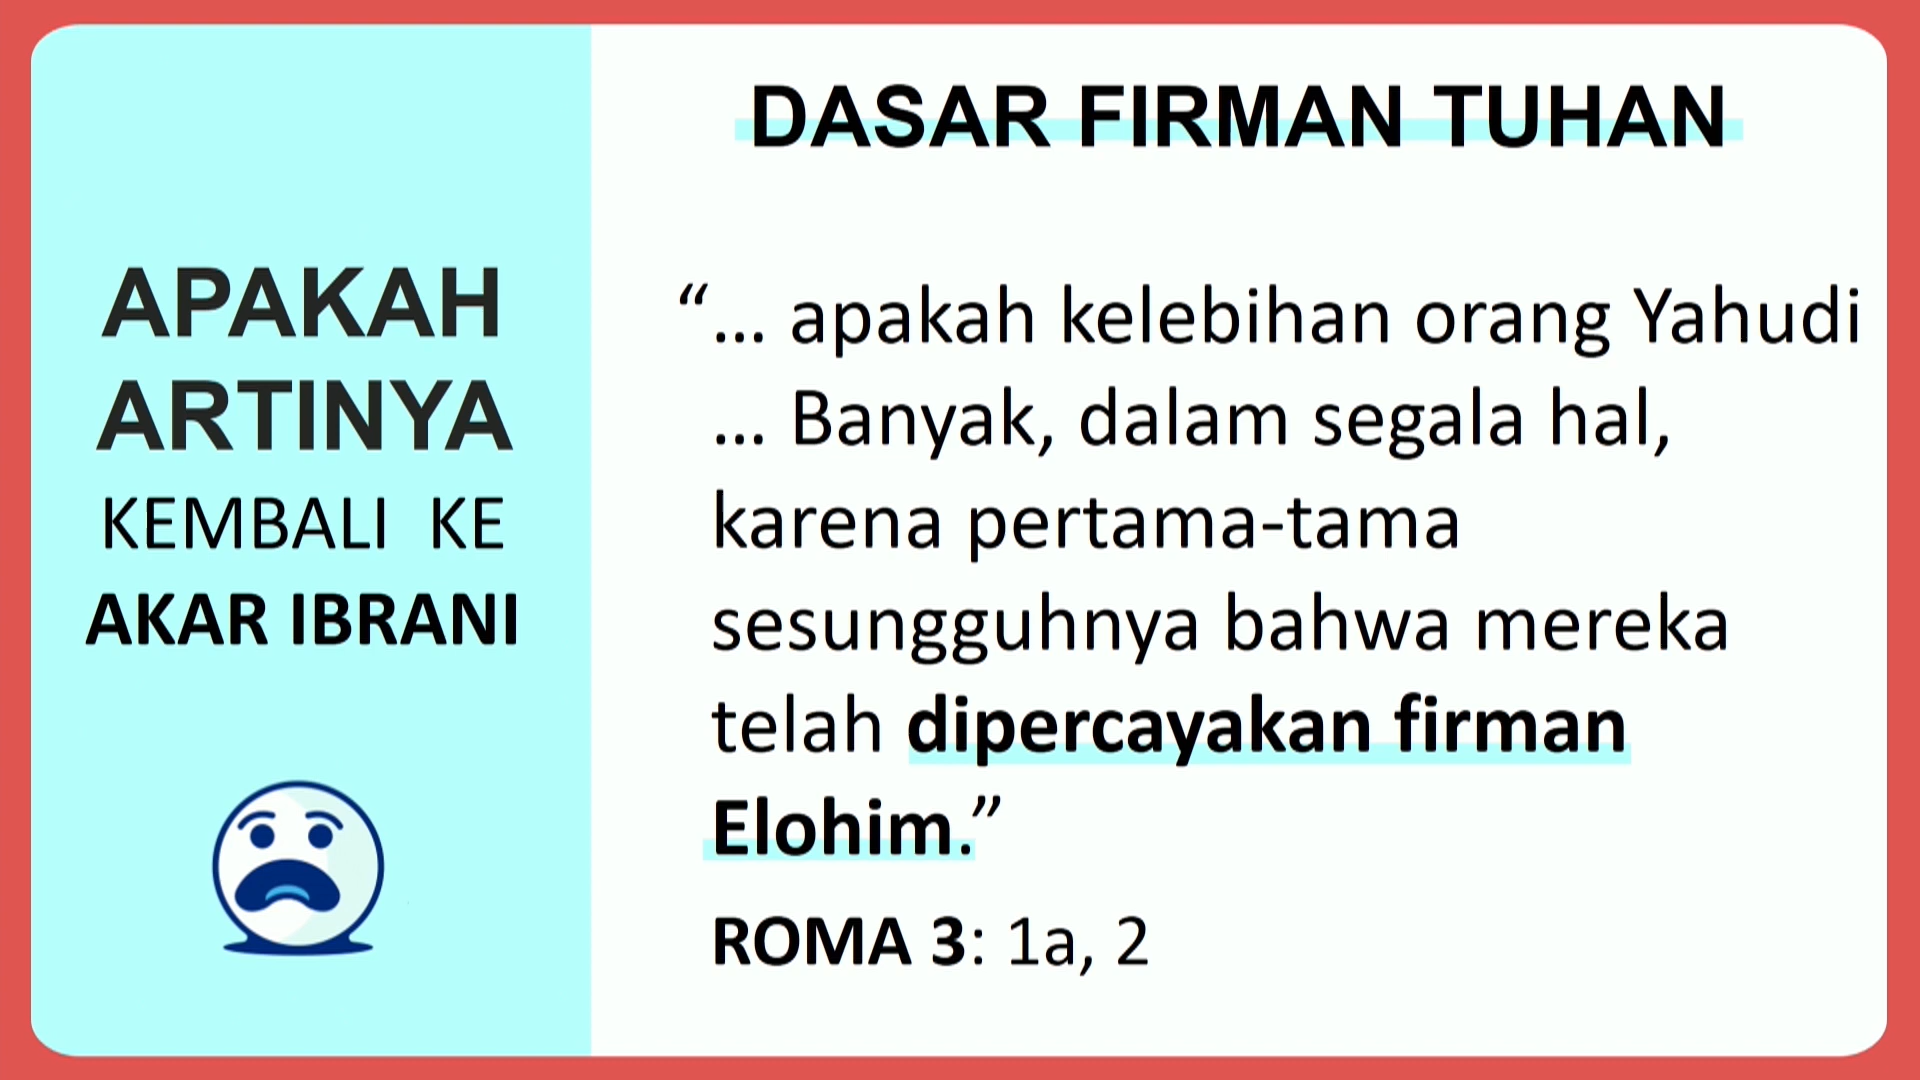 APAKAH
ARTINYA
KEMBALI KE
AKAR IBRANI
DASAR FIRMAN TUHAN
“... apakah kelebihan orang Yahudi
... Banyak, dalam segala hal,
karena pertama-tama
sesungguhnya bahwa mereka
telah dipercayakan firman
Elohim.”
ROMA 3: 1a, 2